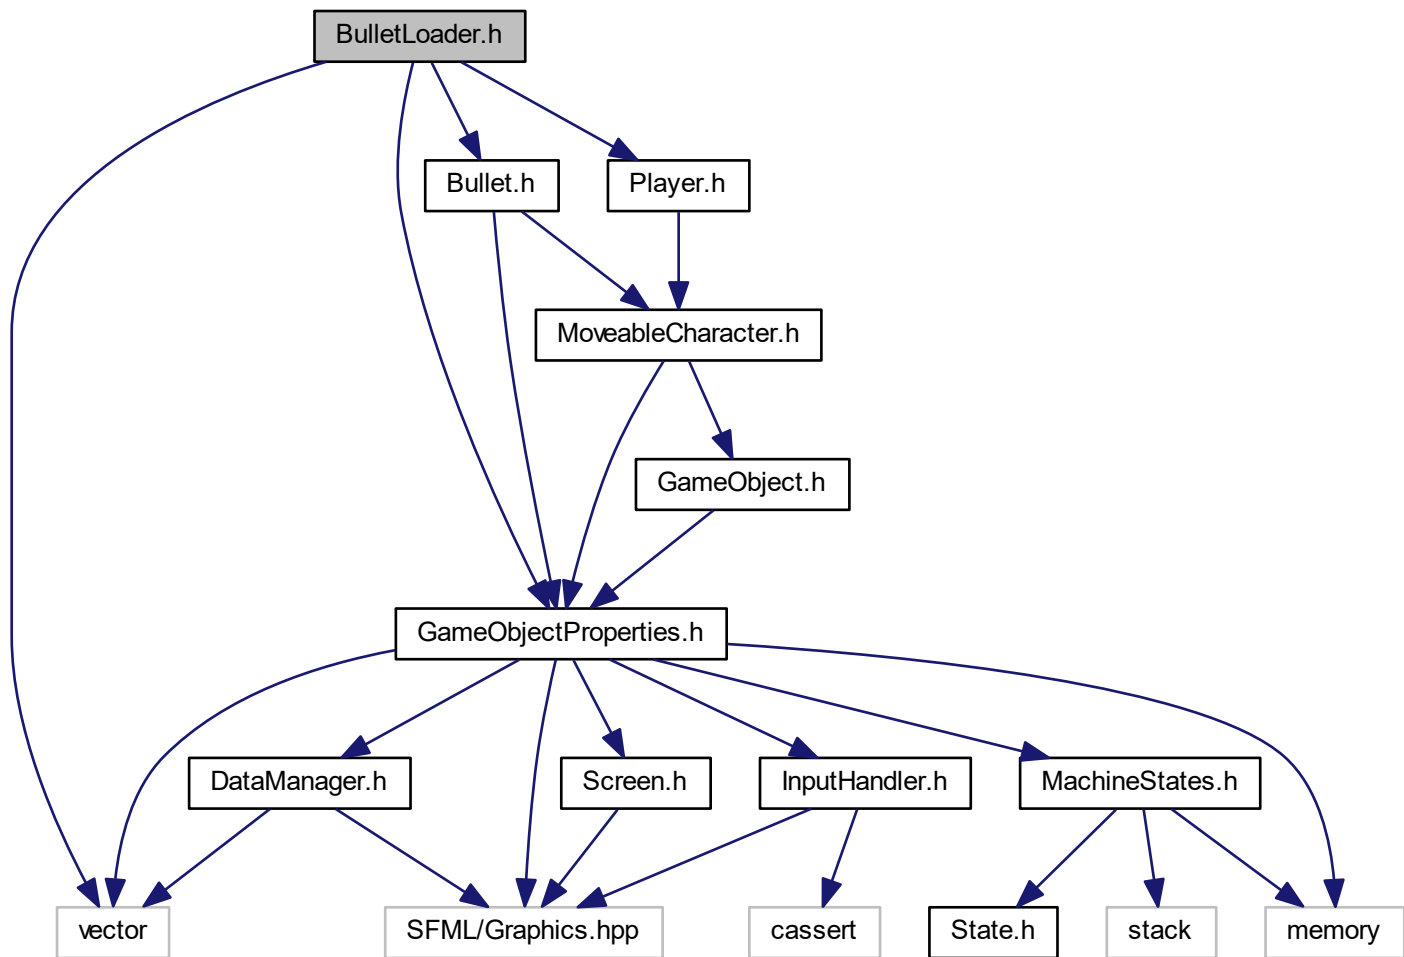 BulletLoader.h
Bullet.h
Player.h
MoveableCharacter.h
GameObject.h
GameObjectProperties.h
DataManager.h
Screen.h
InputHandler.h
MachineStates.h
vector
SFML/Graphics.hpp
cassert
State.h
stack
memory